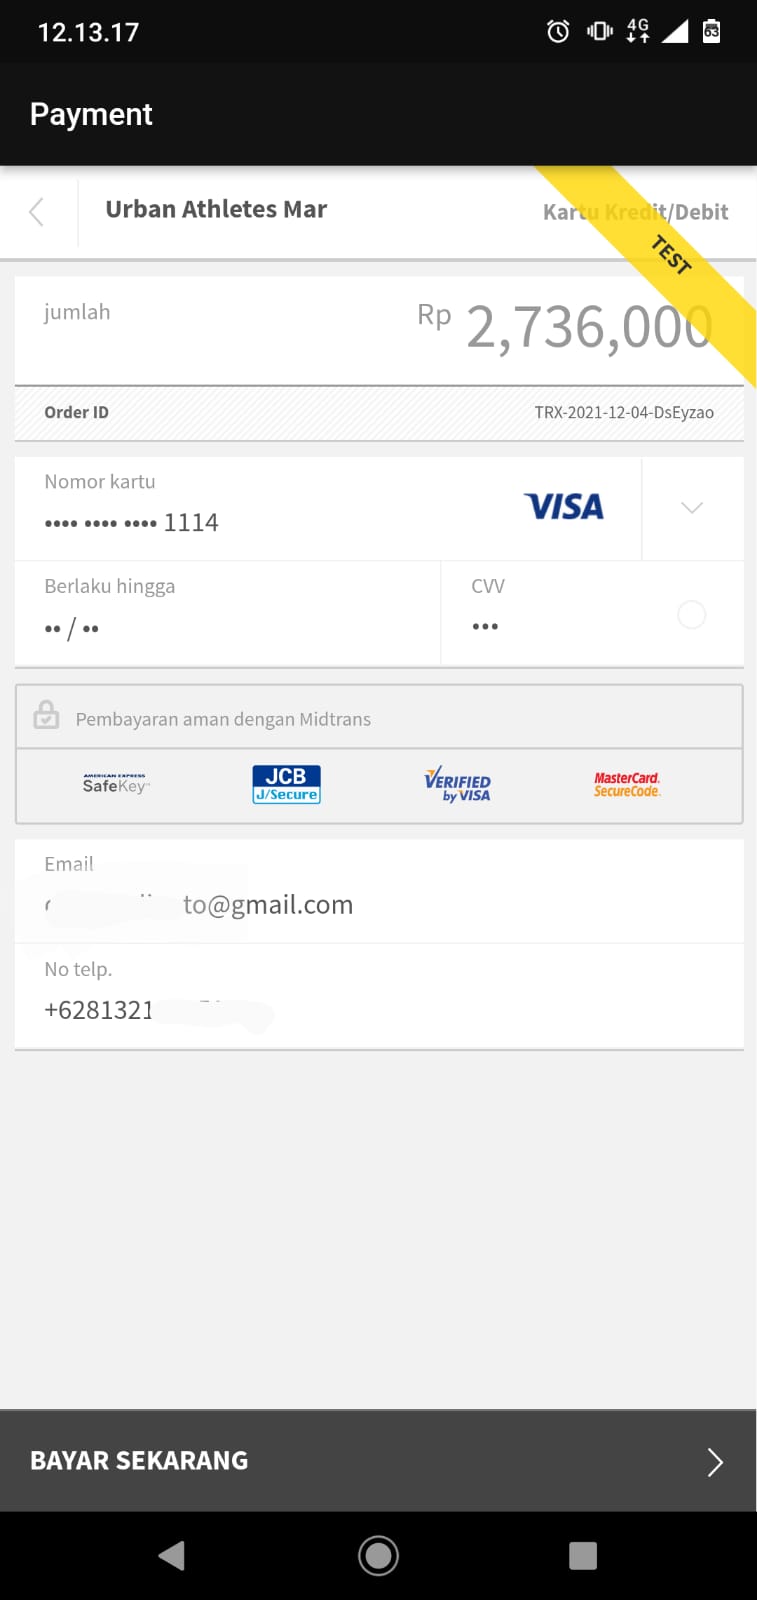 12.13.17
4G
63
Payment
Urban Athletes Mar
Kartu Kredit/Debit
TEST
jumlah
Rp 2,736,000
Order ID
TRX-2021-12-04-DsEyzao
Nomor kartu
•••• •••• •••• 1114
VISA
Berlaku hingga
CVV
•• / ••
•••
Pembayaran aman dengan Midtrans
AMERICAN EXPRESS
SafeKey
JCB
J/Secure
VERIFIED
by VISA
MasterCard.
SecureCode.
Email
to@gmail.com
No telp.
+6281321
BAYAR SEKARANG